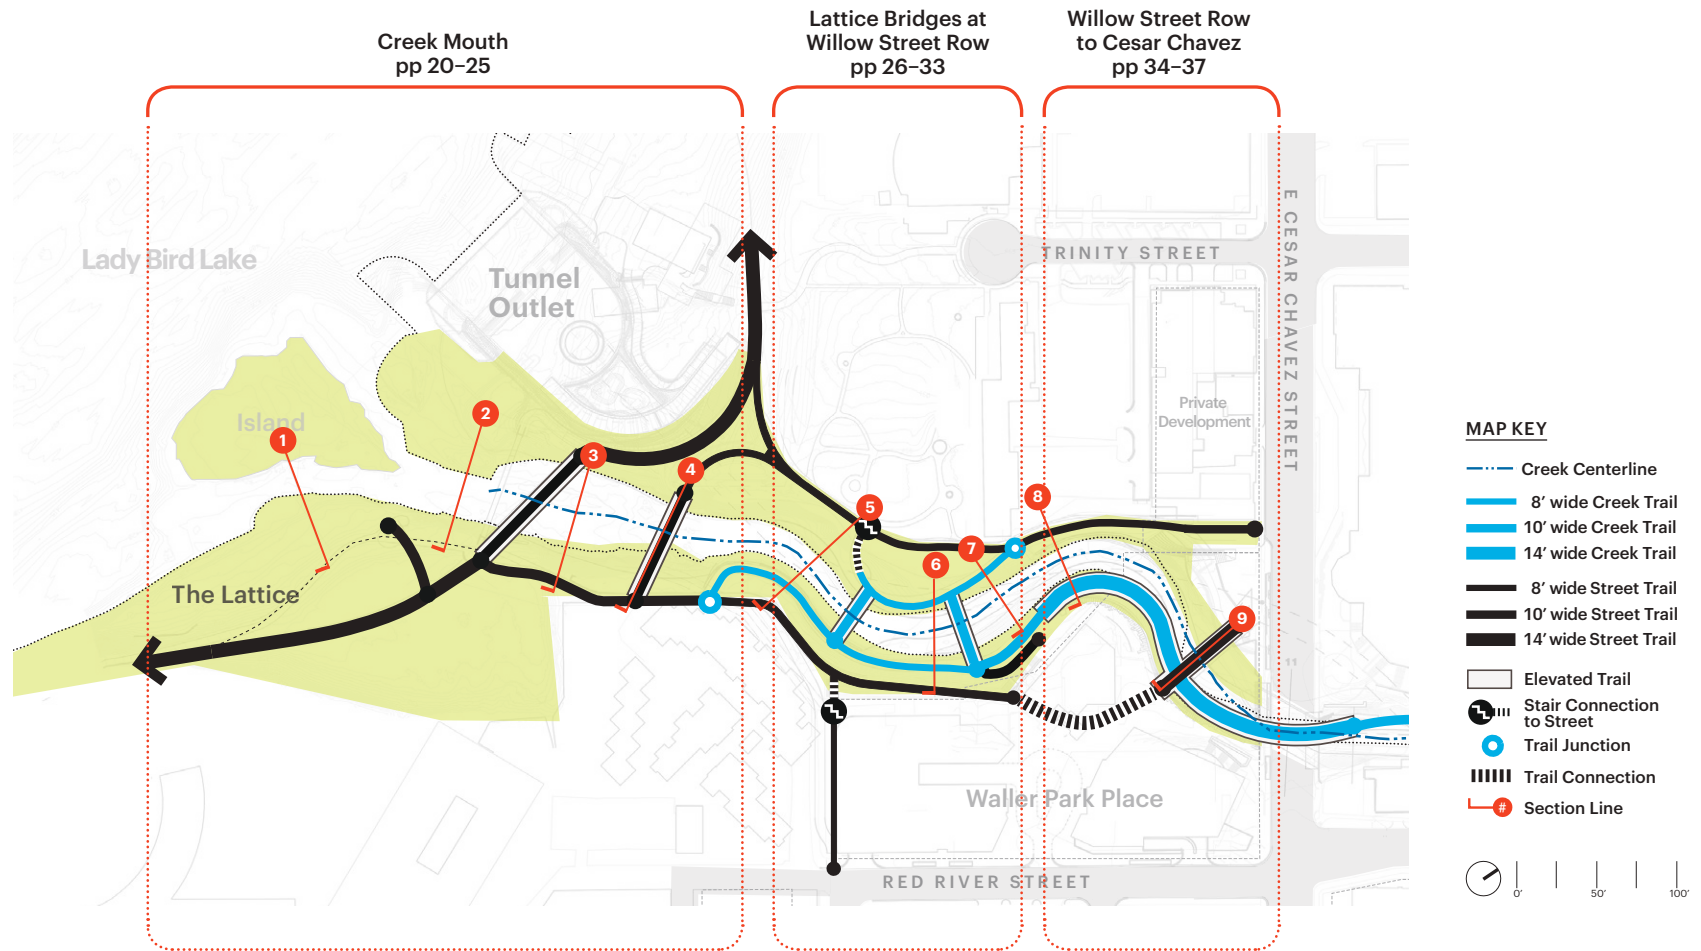 Creek Mouth
pp 20–25
Lattice Bridges at
Willow Street Row
pp 26–33
Willow Street Row
to Cesar Chavez
pp 34–37
Lady Bird Lake
Tunnel
Outlet
TRINITY STREET
E CESAR CHAVEZ STREET
Island
Private
Development
1
2
3
4
5
6
7
8
9
The Lattice
Waller Park Place
RED RIVER STREET
MAP KEY
Creek Centerline
8’ wide Creek Trail
10’ wide Creek Trail
14’ wide Creek Trail
8’ wide Street Trail
10’ wide Street Trail
14’ wide Street Trail
Elevated Trail
Stair Connection
to Street
Trail Junction
Trail Connection
# Section Line
0’ 50’ 100’